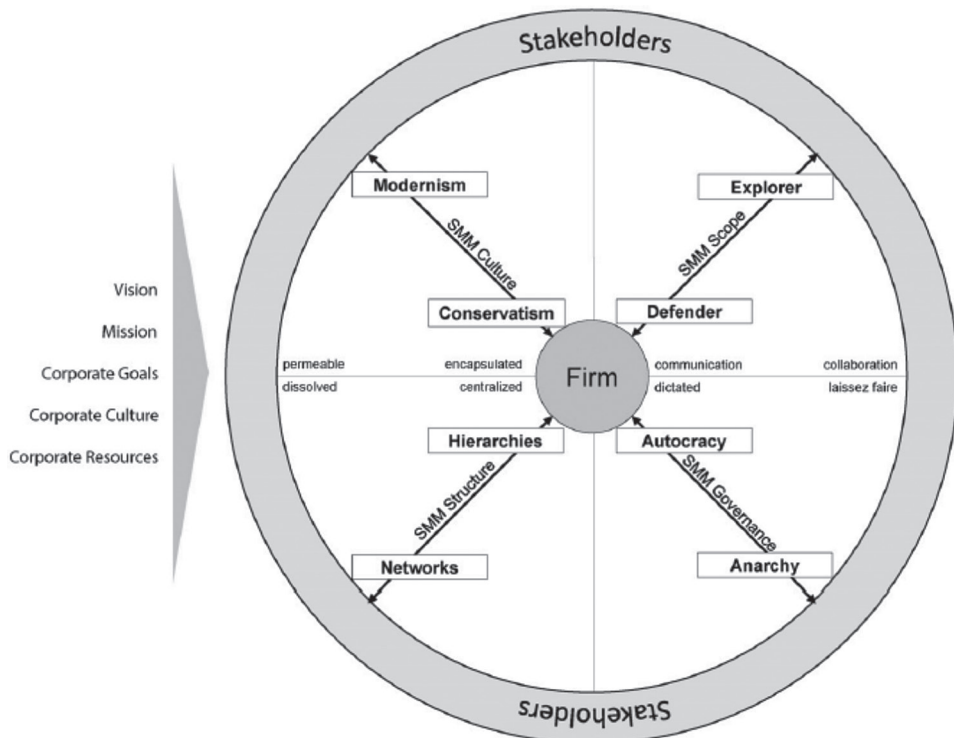 Stakeholders
Modernism
Explorer
SMM Culture
SMM Scope
Conservatism
Defender
Vision
Mission
Corporate Goals
Corporate Culture
Corporate Resources
permeable
encapsulated
communication
collaboration
Firm
dissolved
centralized
dictated
laissez faire
Hierarchies
Autocracy
SMM Structure
SMM Governance
Networks
Anarchy
Stakeholders